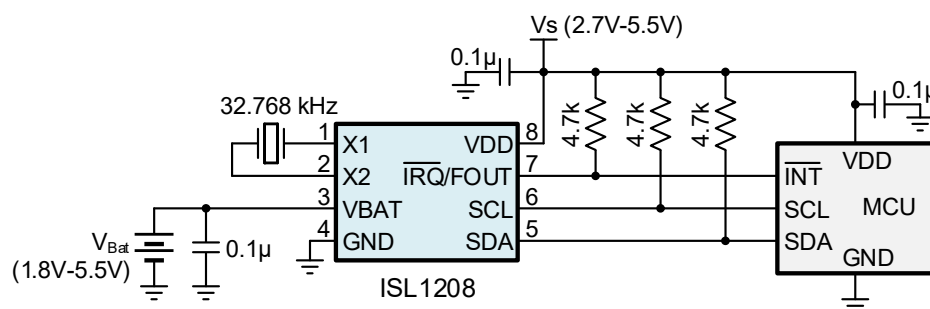 Vs (2.7V-5.5V)
0.1µ
0.1µ
32.768 kHz
4.7k
4.7k
4.7k
1
X1
VDD
8
2
X2
IRQ/FOUT
7
3
VBAT
SCL
6
4
GND
SDA
5
VDD
INT
SCL
MCU
SDA
GND
VBat
(1.8V-5.5V)
0.1µ
ISL1208